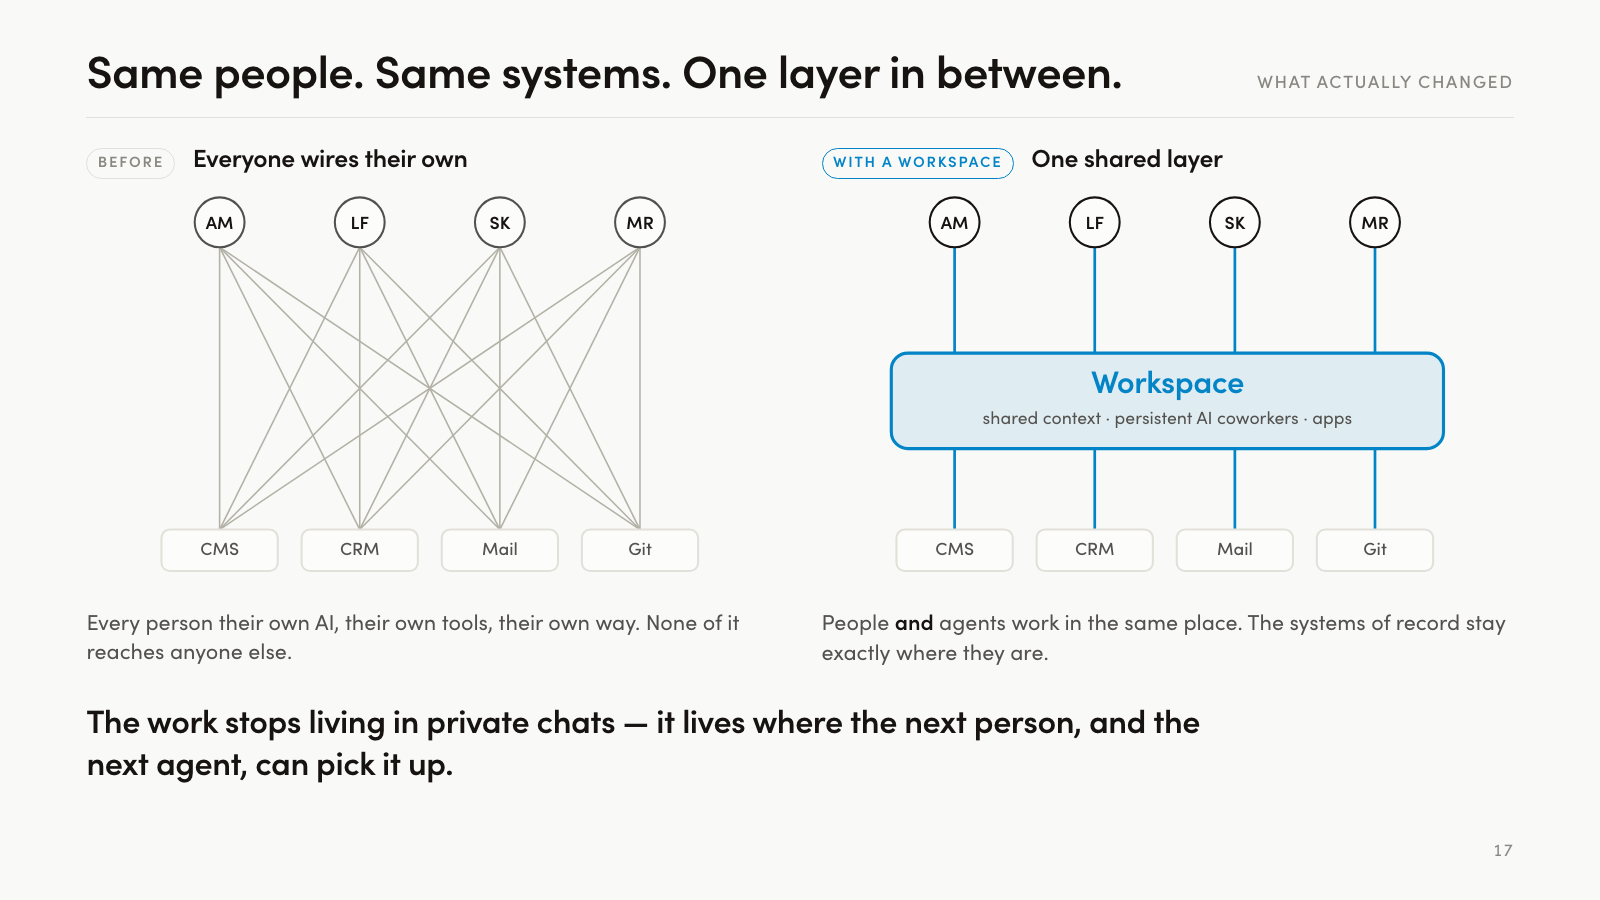 Same people. Same systems. One layer in between.
WHAT ACTUALLY CHANGED
BEFORE
Everyone wires their own
AM
LF
SK
MR
CMS
CRM
Mail
Git
Every person their own AI, their own tools, their own way. None of it
reaches anyone else.
WITH A WORKSPACE
One shared layer
AM
LF
SK
MR
Workspace
shared context · persistent AI coworkers · apps
CMS
CRM
Mail
Git
People and agents work in the same place. The systems of record stay
exactly where they are.
The work stops living in private chats — it lives where the next person, and the
next agent, can pick it up.
17